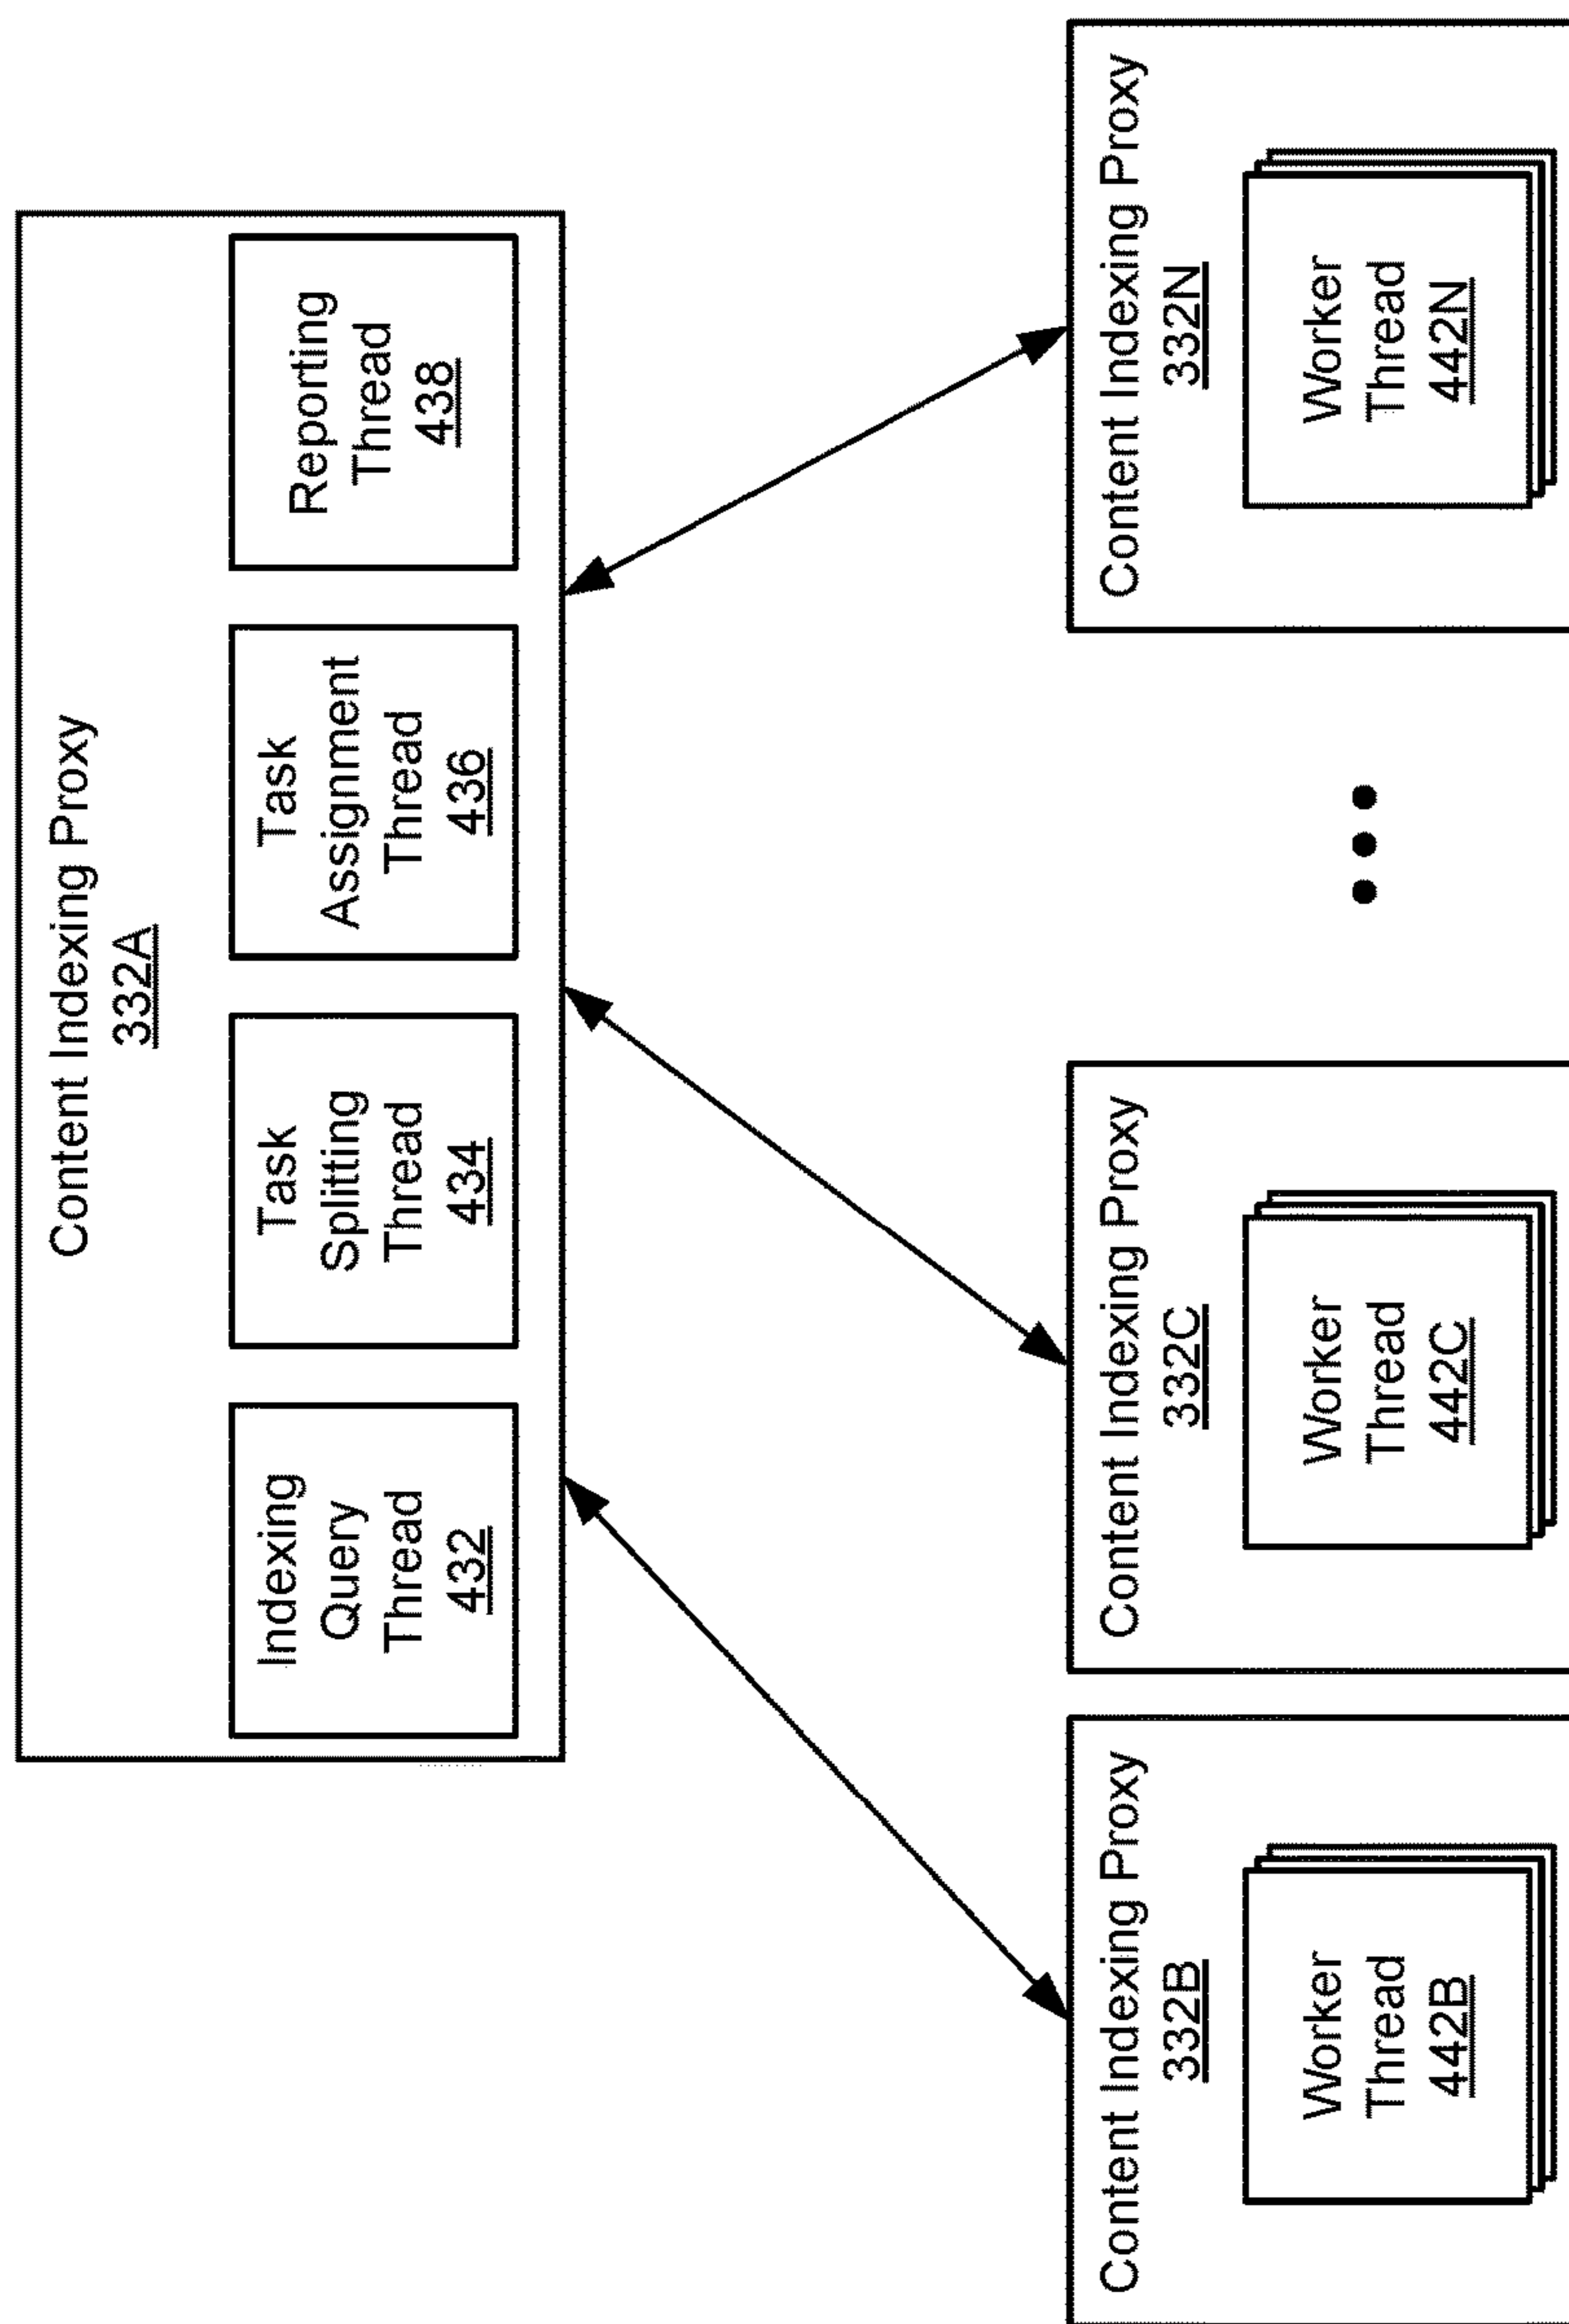 Content Indexing Proxy
332A
Indexing
Query
Thread
432
Task
Splitting
Thread
434
Task
Assignment
Thread
436
Reporting
Thread
438
Content Indexing Proxy
332B
Worker
Thread
442B
Content Indexing Proxy
332C
Worker
Thread
442C
Content Indexing Proxy
332N
Worker
Thread
442N